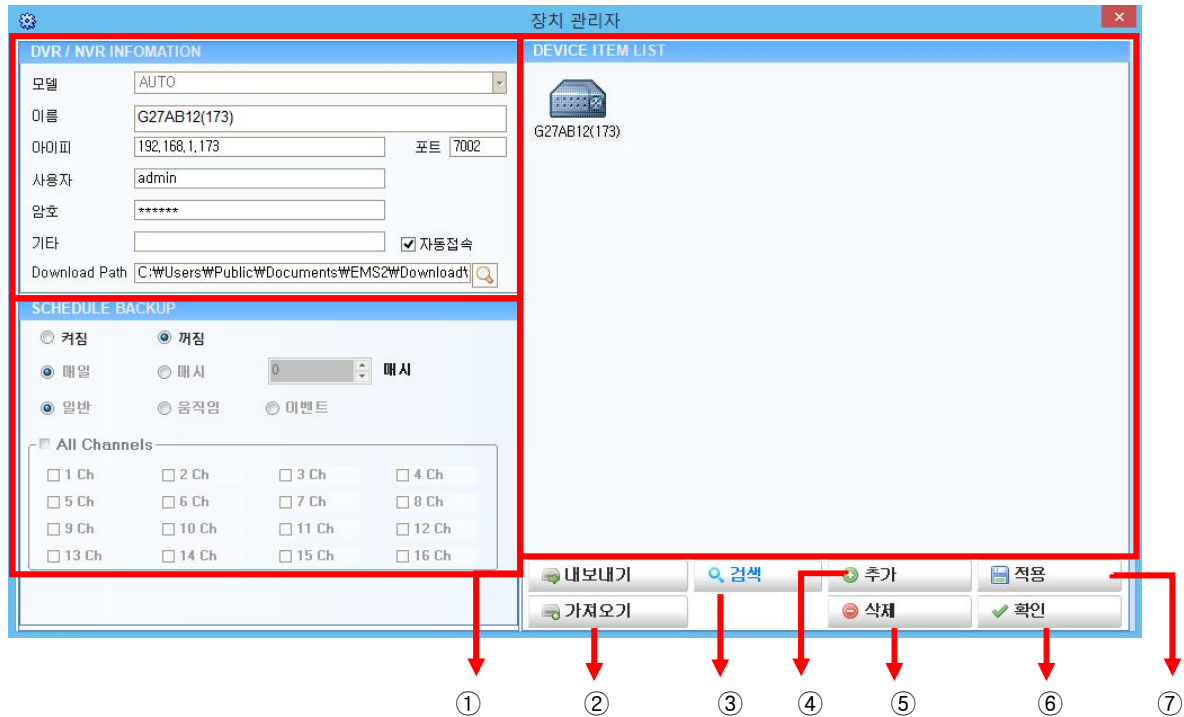 장치 관리자
DVR / NVR INFOMATION
모델 AUTO
이름 G27AB12(173)
아이피 192,168,1,173 포트 7002
사용자 admin
암호 ******
기타 자동접속
Download Path C:₩Users₩Public₩Documents₩EMS2₩Download₩
SCHEDULE BACKUP
켜짐 꺼짐
매일 매시 0 매시
일반 움직임 이벤트
All Channels
1 Ch 2 Ch 3 Ch 4 Ch
5 Ch 6 Ch 7 Ch 8 Ch
9 Ch 10 Ch 11 Ch 12 Ch
13 Ch 14 Ch 15 Ch 16 Ch
DEVICE ITEM LIST
G27AB12(173)
내보내기 검색 추가 적용
가져오기 삭제 확인
① ② ③ ④ ⑤ ⑥ ⑦